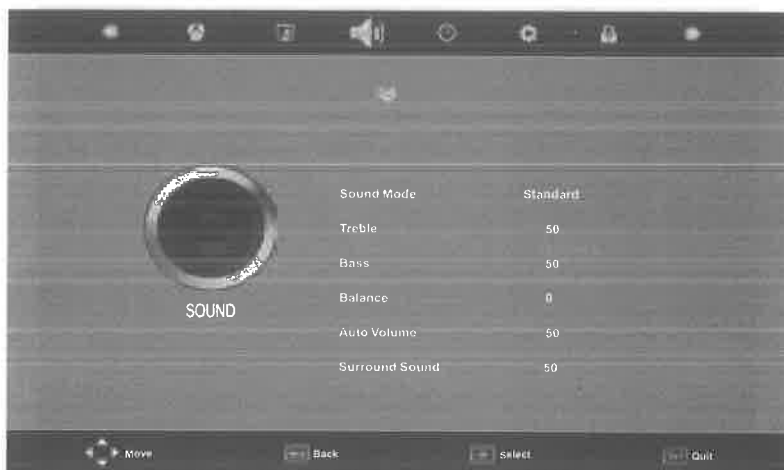 Sound Mode Standard
Treble 50
Bass 50
Balance 0
SOUND
Auto Volume 50
Surround Sound 50
Move Back Select Quit